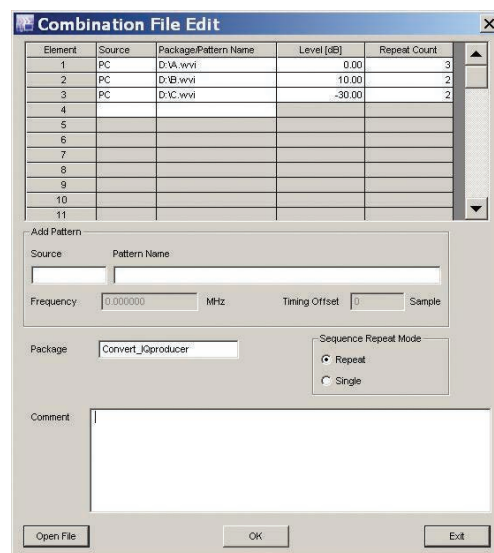 Combination File Edit
Element Source Package/Pattern Name Level [dB] Repeat Count
1 PC D:\A.wvi 0.00 3
2 PC D:\B.wvi 10.00 2
3 PC D:\C.wvi -30.00 2
4
5
6
7
8
9
10
11
Add Pattern
Source Pattern Name
Frequency 0.000000 MHz Timing Offset 0 Sample
Package Convert_IQproducer
Sequence Repeat Mode
Repeat
Single
Comment
Open File OK Exit